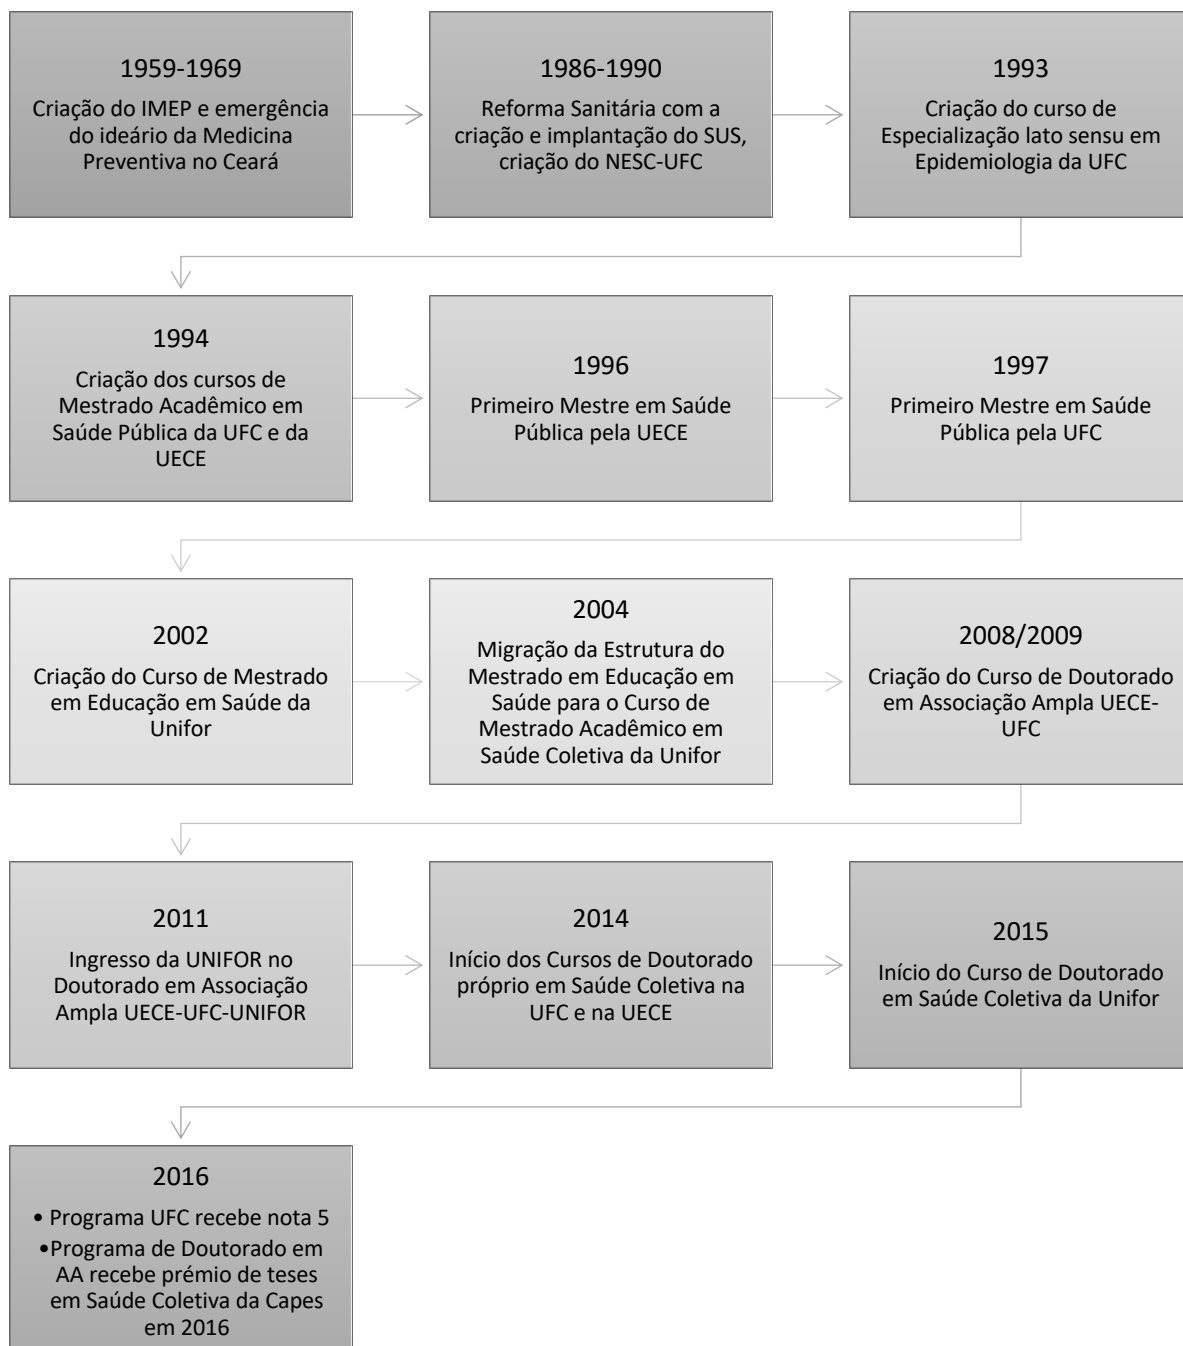 1959-1969
Criação do IMEP e emergência
do ideário da Medicina
Preventiva no Ceará
1986-1990
Reforma Sanitária com a
criação e implantação do SUS,
criação do NESC-UFC
1993
Criação do curso de
Especialização lato sensu em
Epidemiologia da UFC
1994
Criação dos cursos de
Mestrado Acadêmico em
Saúde Pública da UFC e da
UECE
1996
Primeiro Mestre em Saúde
Pública pela UECE
1997
Primeiro Mestre em Saúde
Pública pela UFC
2002
Criação do Curso de Mestrado
em Educação em Saúde da
Unifor
2004
Migração da Estrutura do
Mestrado em Educação em
Saúde para o Curso de
Mestrado Acadêmico em
Saúde Coletiva da Unifor
2008/2009
Criação do Curso de Doutorado
em Associação Ampla UECE-
UFC
2011
Ingresso da UNIFOR no
Doutorado em Associação
Ampla UECE-UFC-UNIFOR
2014
Início dos Cursos de Doutorado
próprio em Saúde Coletiva na
UFC e na UECE
2015
Início do Curso de Doutorado
em Saúde Coletiva da Unifor
2016
• Programa UFC recebe nota 5
•Programa de Doutorado em
AA recebe prémio de teses
em Saúde Coletiva da Capes
em 2016